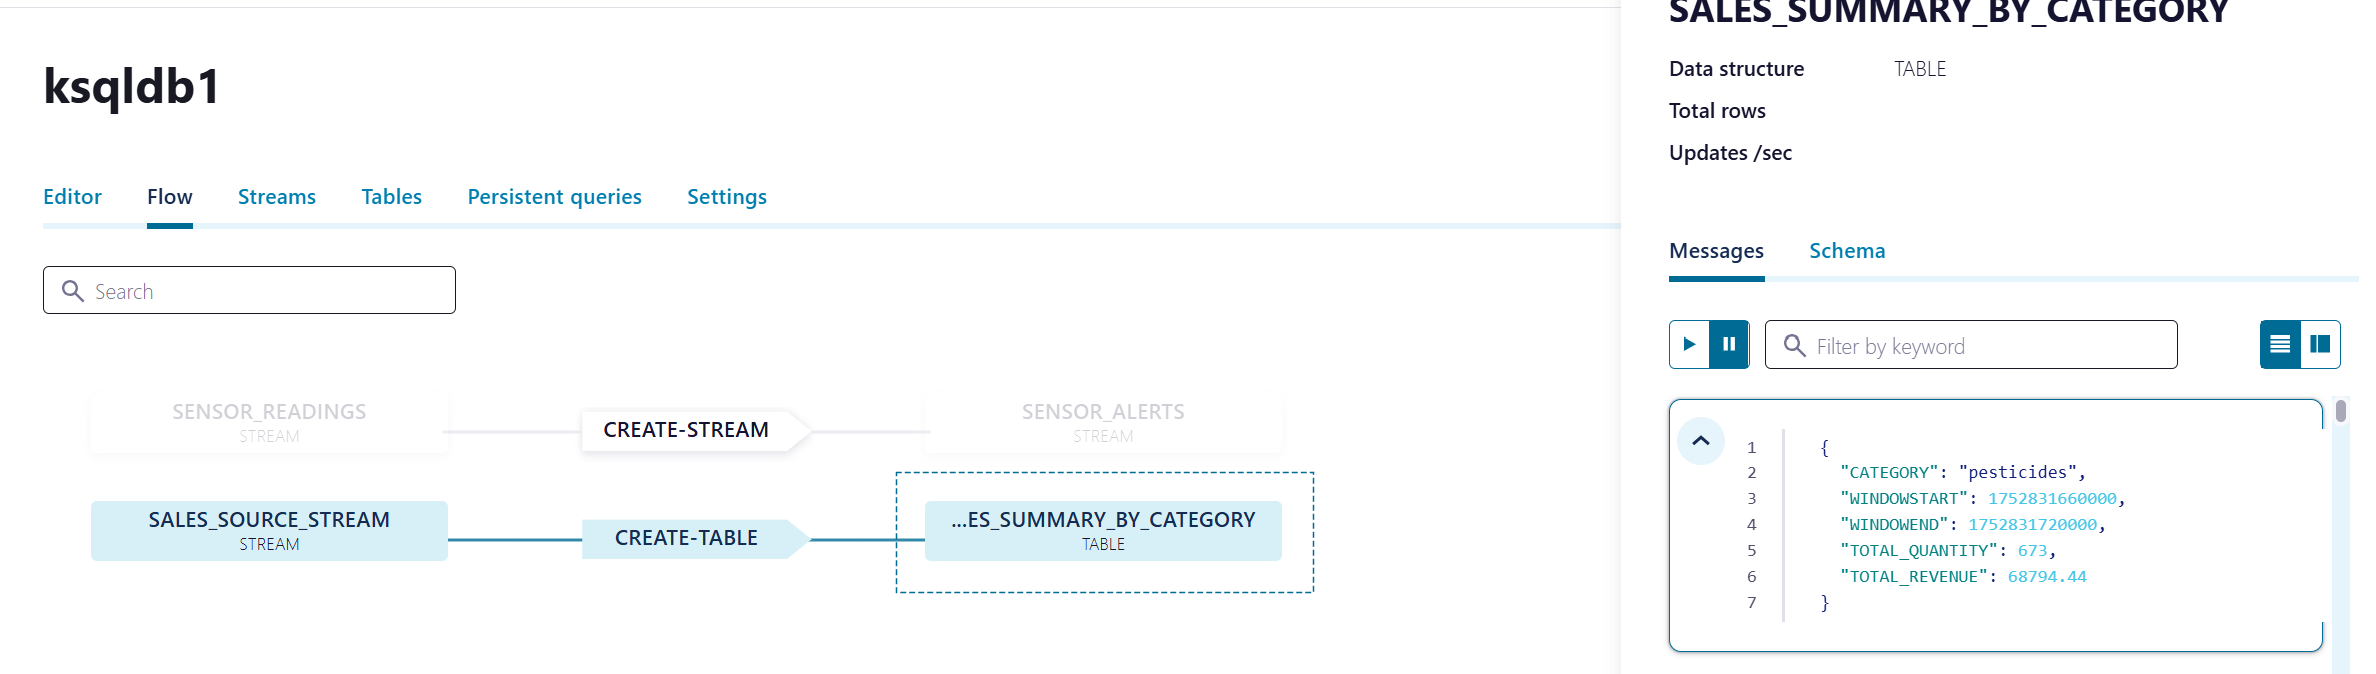 ksqldb1
Editor
Flow
Streams
Tables
Persistent queries
Settings
Search
SENSOR_READINGS
STREAM
CREATE-STREAM
SENSOR_ALERTS
STREAM
SALES_SOURCE_STREAM
STREAM
CREATE-TABLE
...ES_SUMMARY_BY_CATEGORY
TABLE
SALES_SUMMARY_BY_CATEGORY
Data structure TABLE
Total rows
Updates /sec
Messages
Schema
Filter by keyword
1 {
2 "CATEGORY": "pesticides",
3 "WINDOWSTART": 1752831660000,
4 "WINDOWEND": 1752831720000,
5 "TOTAL_QUANTITY": 673,
6 "TOTAL_REVENUE": 68794.44
7 }